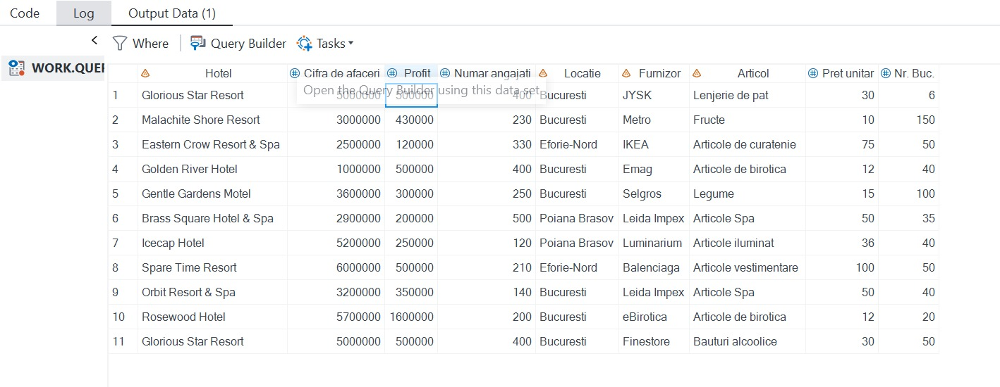 Code Log Output Data (1)
Where Query Builder Tasks
WORK.QUER
Hotel Cifra de afaceri Profit Numar angajati Locatie Furnizor Articol Pret unitar Nr. Buc.
Open the Query Builder using this data set
1 Glorious Star Resort 5000000 500000 400 Bucuresti JYSK Lenjerie de pat 30 6
2 Malachite Shore Resort 3000000 430000 230 Bucuresti Metro Fructe 10 150
3 Eastern Crow Resort & Spa 2500000 120000 330 Eforie-Nord IKEA Articole de curatenie 75 50
4 Golden River Hotel 1000000 500000 400 Bucuresti Emag Articole de birotica 12 40
5 Gentle Gardens Motel 3600000 300000 250 Bucuresti Selgros Legume 15 100
6 Brass Square Hotel & Spa 2900000 200000 500 Poiana Brasov Leida Impex Articole Spa 50 35
7 Icecap Hotel 5200000 250000 120 Poiana Brasov Luminarium Articole iluminat 36 40
8 Spare Time Resort 6000000 500000 210 Eforie-Nord Balenciaga Articole vestimentare 100 50
9 Orbit Resort & Spa 3200000 350000 140 Bucuresti Leida Impex Articole Spa 50 40
10 Rosewood Hotel 5700000 1600000 200 Bucuresti eBirotica Articole de birotica 12 20
11 Glorious Star Resort 5000000 500000 400 Bucuresti Finestore Bauturi alcoolice 30 50